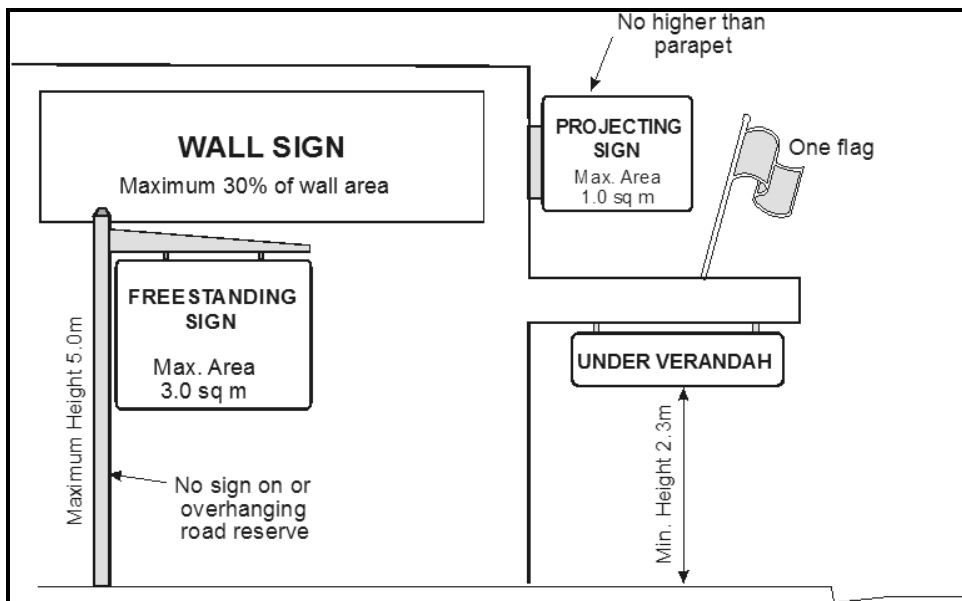 No higher than
parapet
WALL SIGN
Maximum 30% of wall area
PROJECTING
SIGN
Max. Area
1.0 sq m
One flag
FREESTANDING
SIGN
Max. Area
3.0 sq m
UNDER VERANDAH
Maximum Height 5.0m
No sign on or
overhanging
road reserve
Min. Height 2.3m